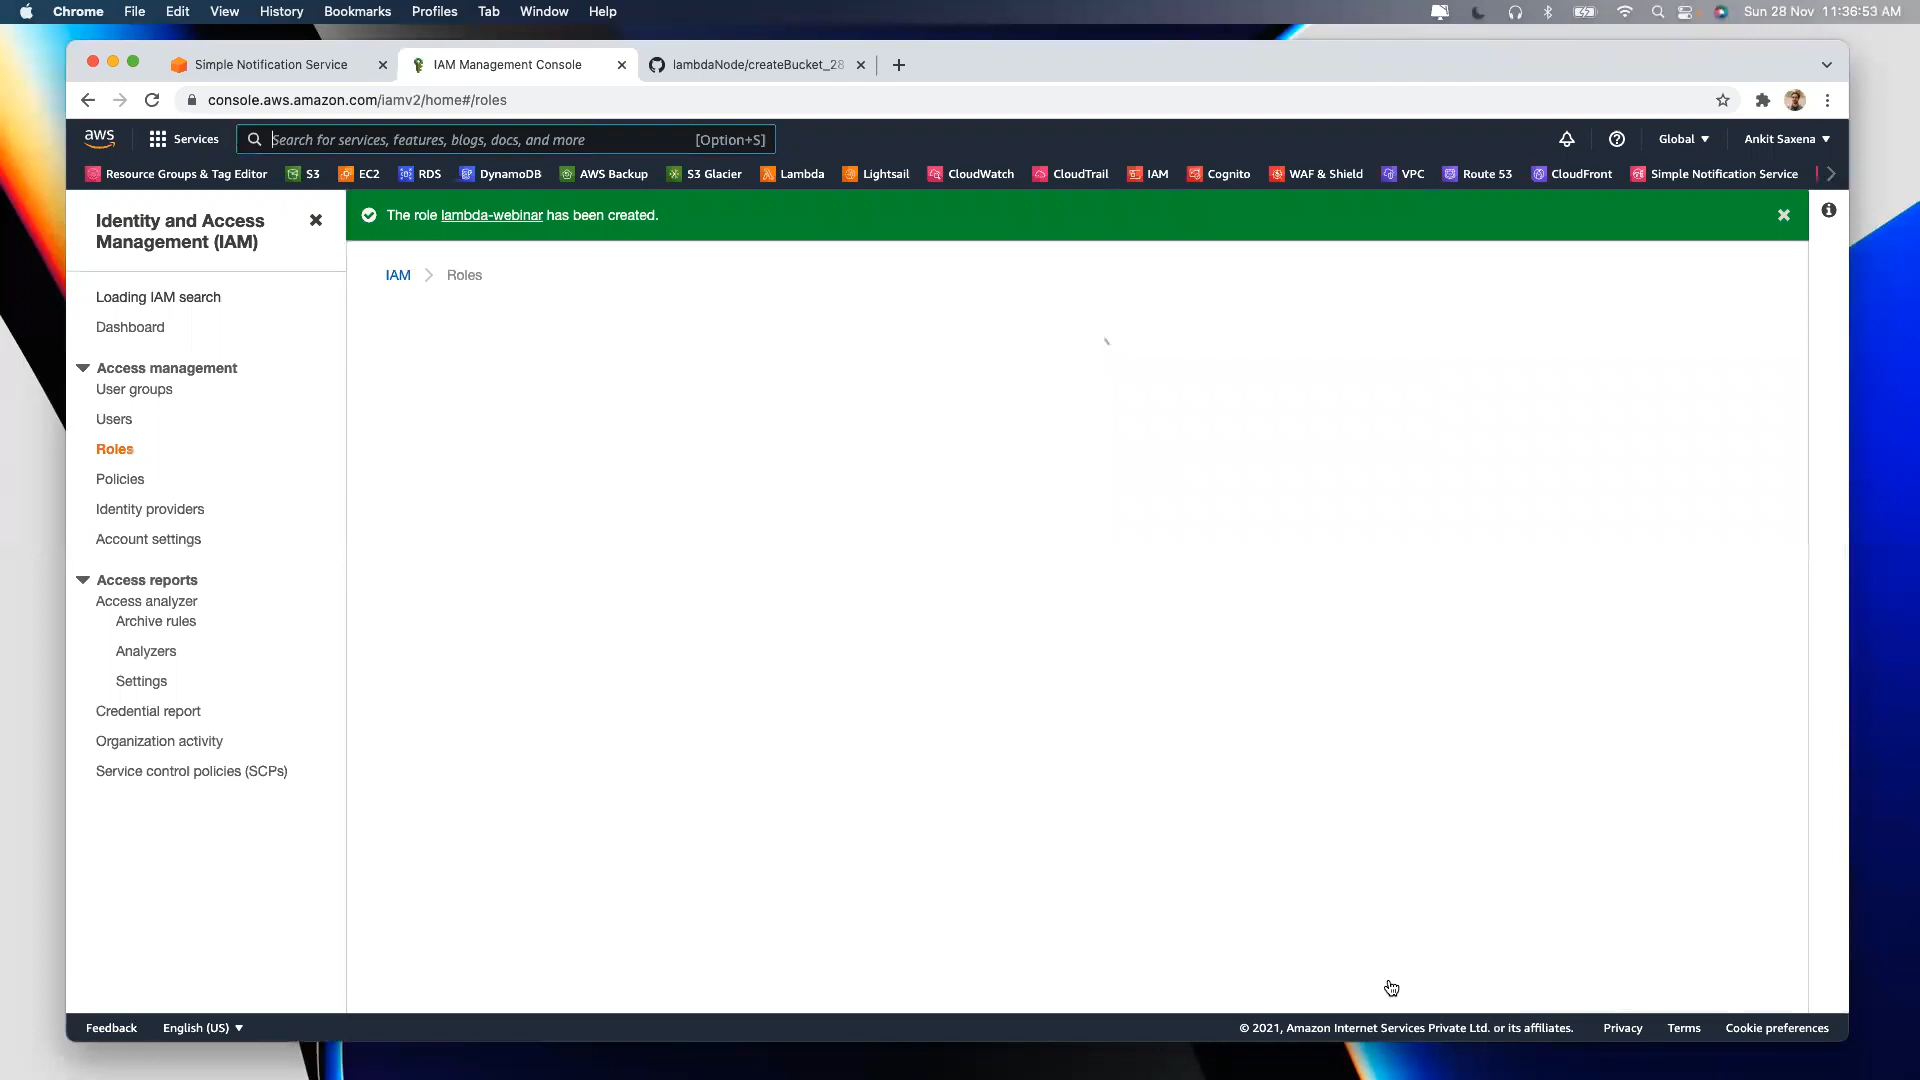 Chrome File Edit View History Bookmarks Profiles Tab Window Help Sun 28 Nov 11:36:53 AM
Simple Notification Service IAM Management Console lambdaNode/createBucket_28
console.aws.amazon.com/iamv2/home#/roles
aws Services Search for services, features, blogs, docs, and more [Option+S] Global Ankit Saxena
Resource Groups & Tag Editor S3 EC2 RDS DynamoDB AWS Backup S3 Glacier Lambda Lightsail CloudWatch CloudTrail IAM Cognito WAF & Shield VPC Route 53 CloudFront Simple Notification Service
Identity and Access
Management (IAM)
The role lambda-webinar has been created.
IAM Roles
Loading IAM search
Dashboard
Access management
User groups
Users
Roles
Policies
Identity providers
Account settings
Access reports
Access analyzer
Archive rules
Analyzers
Settings
Credential report
Organization activity
Service control policies (SCPs)
Feedback English (US) © 2021, Amazon Internet Services Private Ltd. or its affiliates. Privacy Terms Cookie preferences